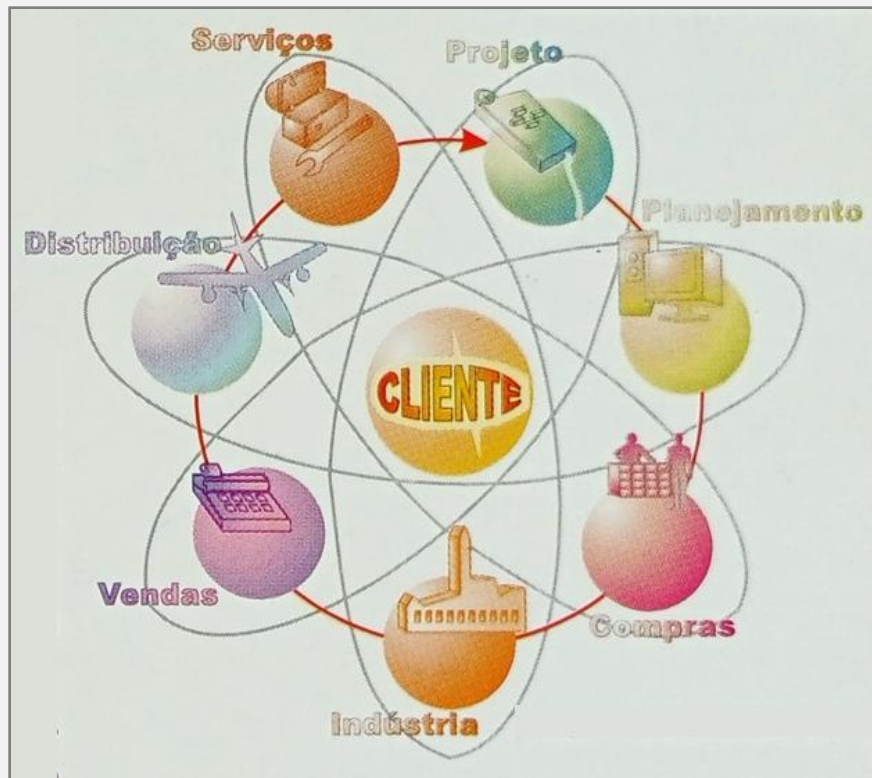 Serviços
Projeto
Planejamento
Distribuição
CLIENTE
Vendas
Compras
Indústria